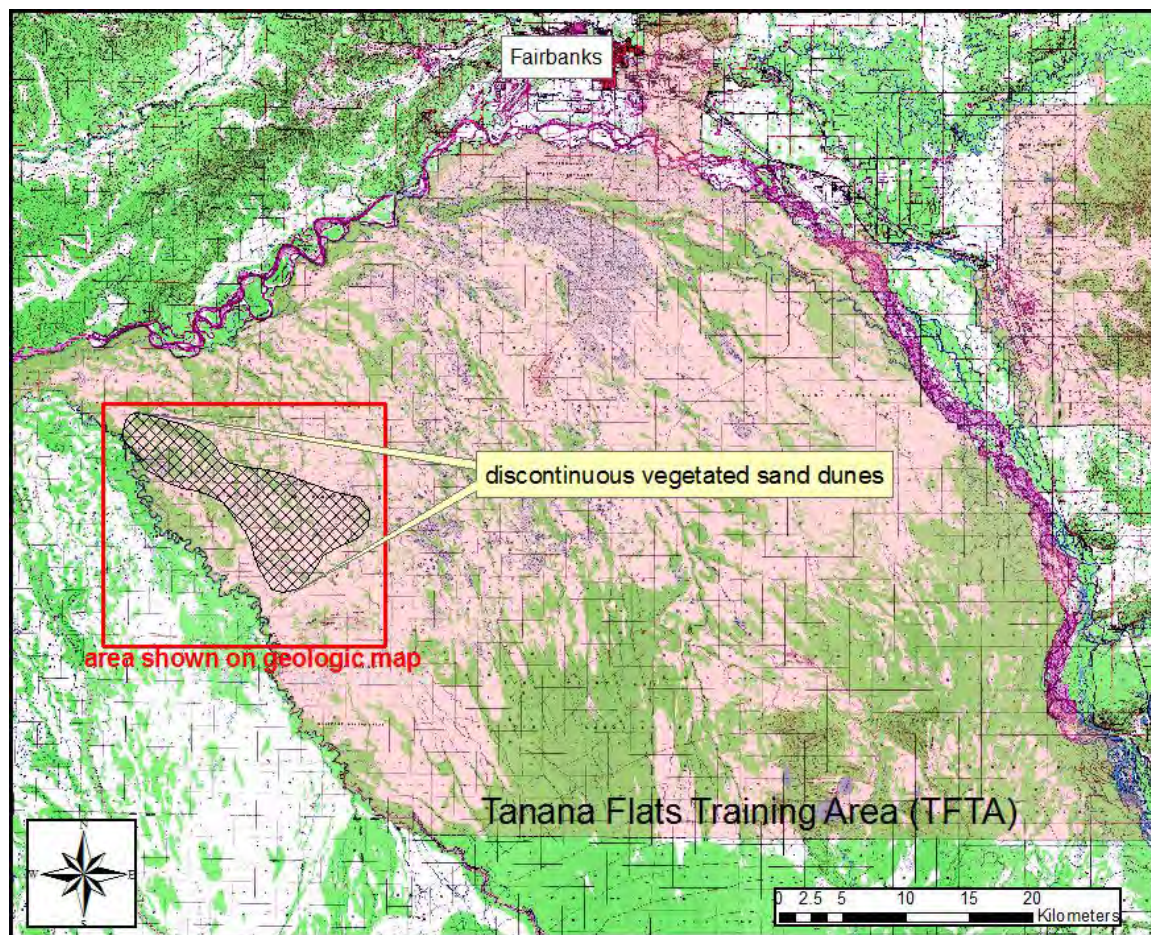 Fairbanks
discontinuous vegetated sand dunes
area shown on geologic map
Tanana Flats Training Area (TFTA)
N
W E
S
0 2.5 5 10 15 20
Kilometers